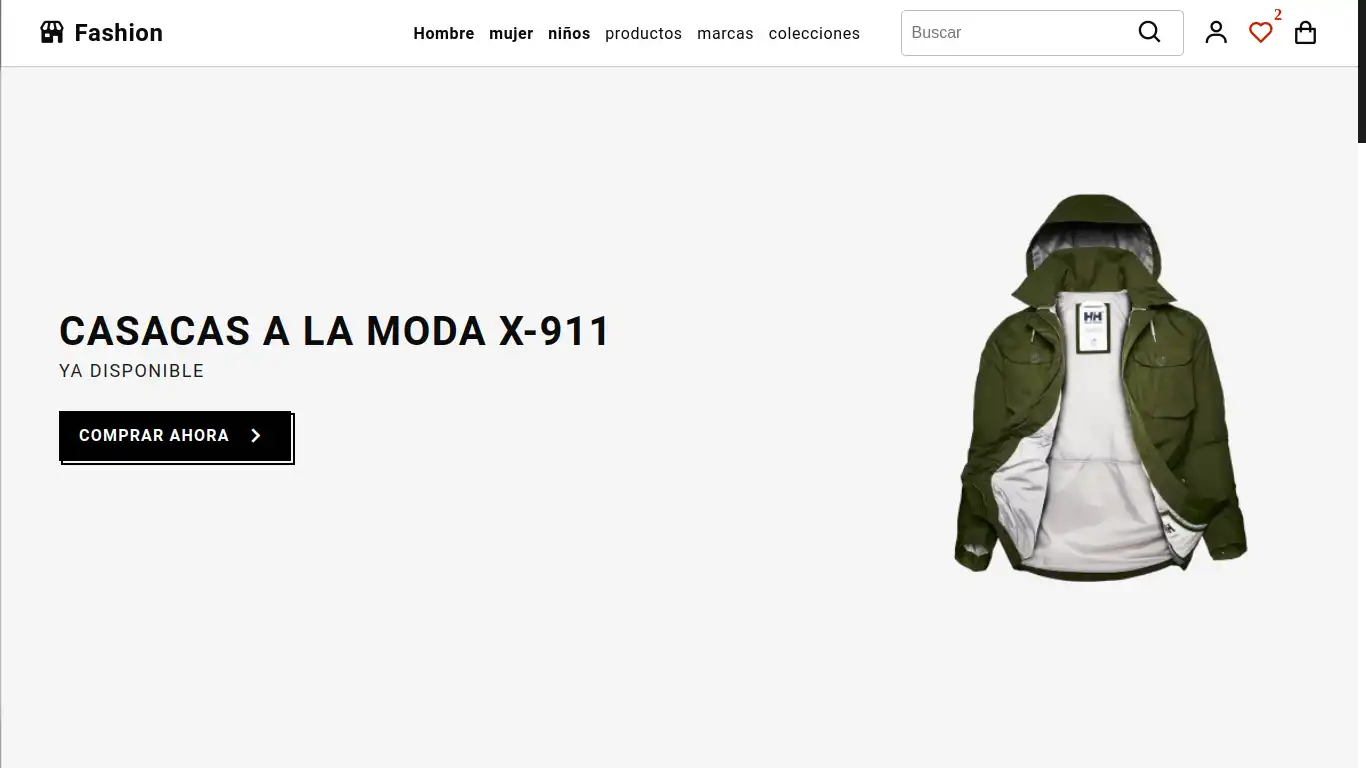 Fashion
Hombre mujer niños productos marcas colecciones
Buscar
2
CASACAS A LA MODA X-911
YA DISPONIBLE
COMPRAR AHORA
HH